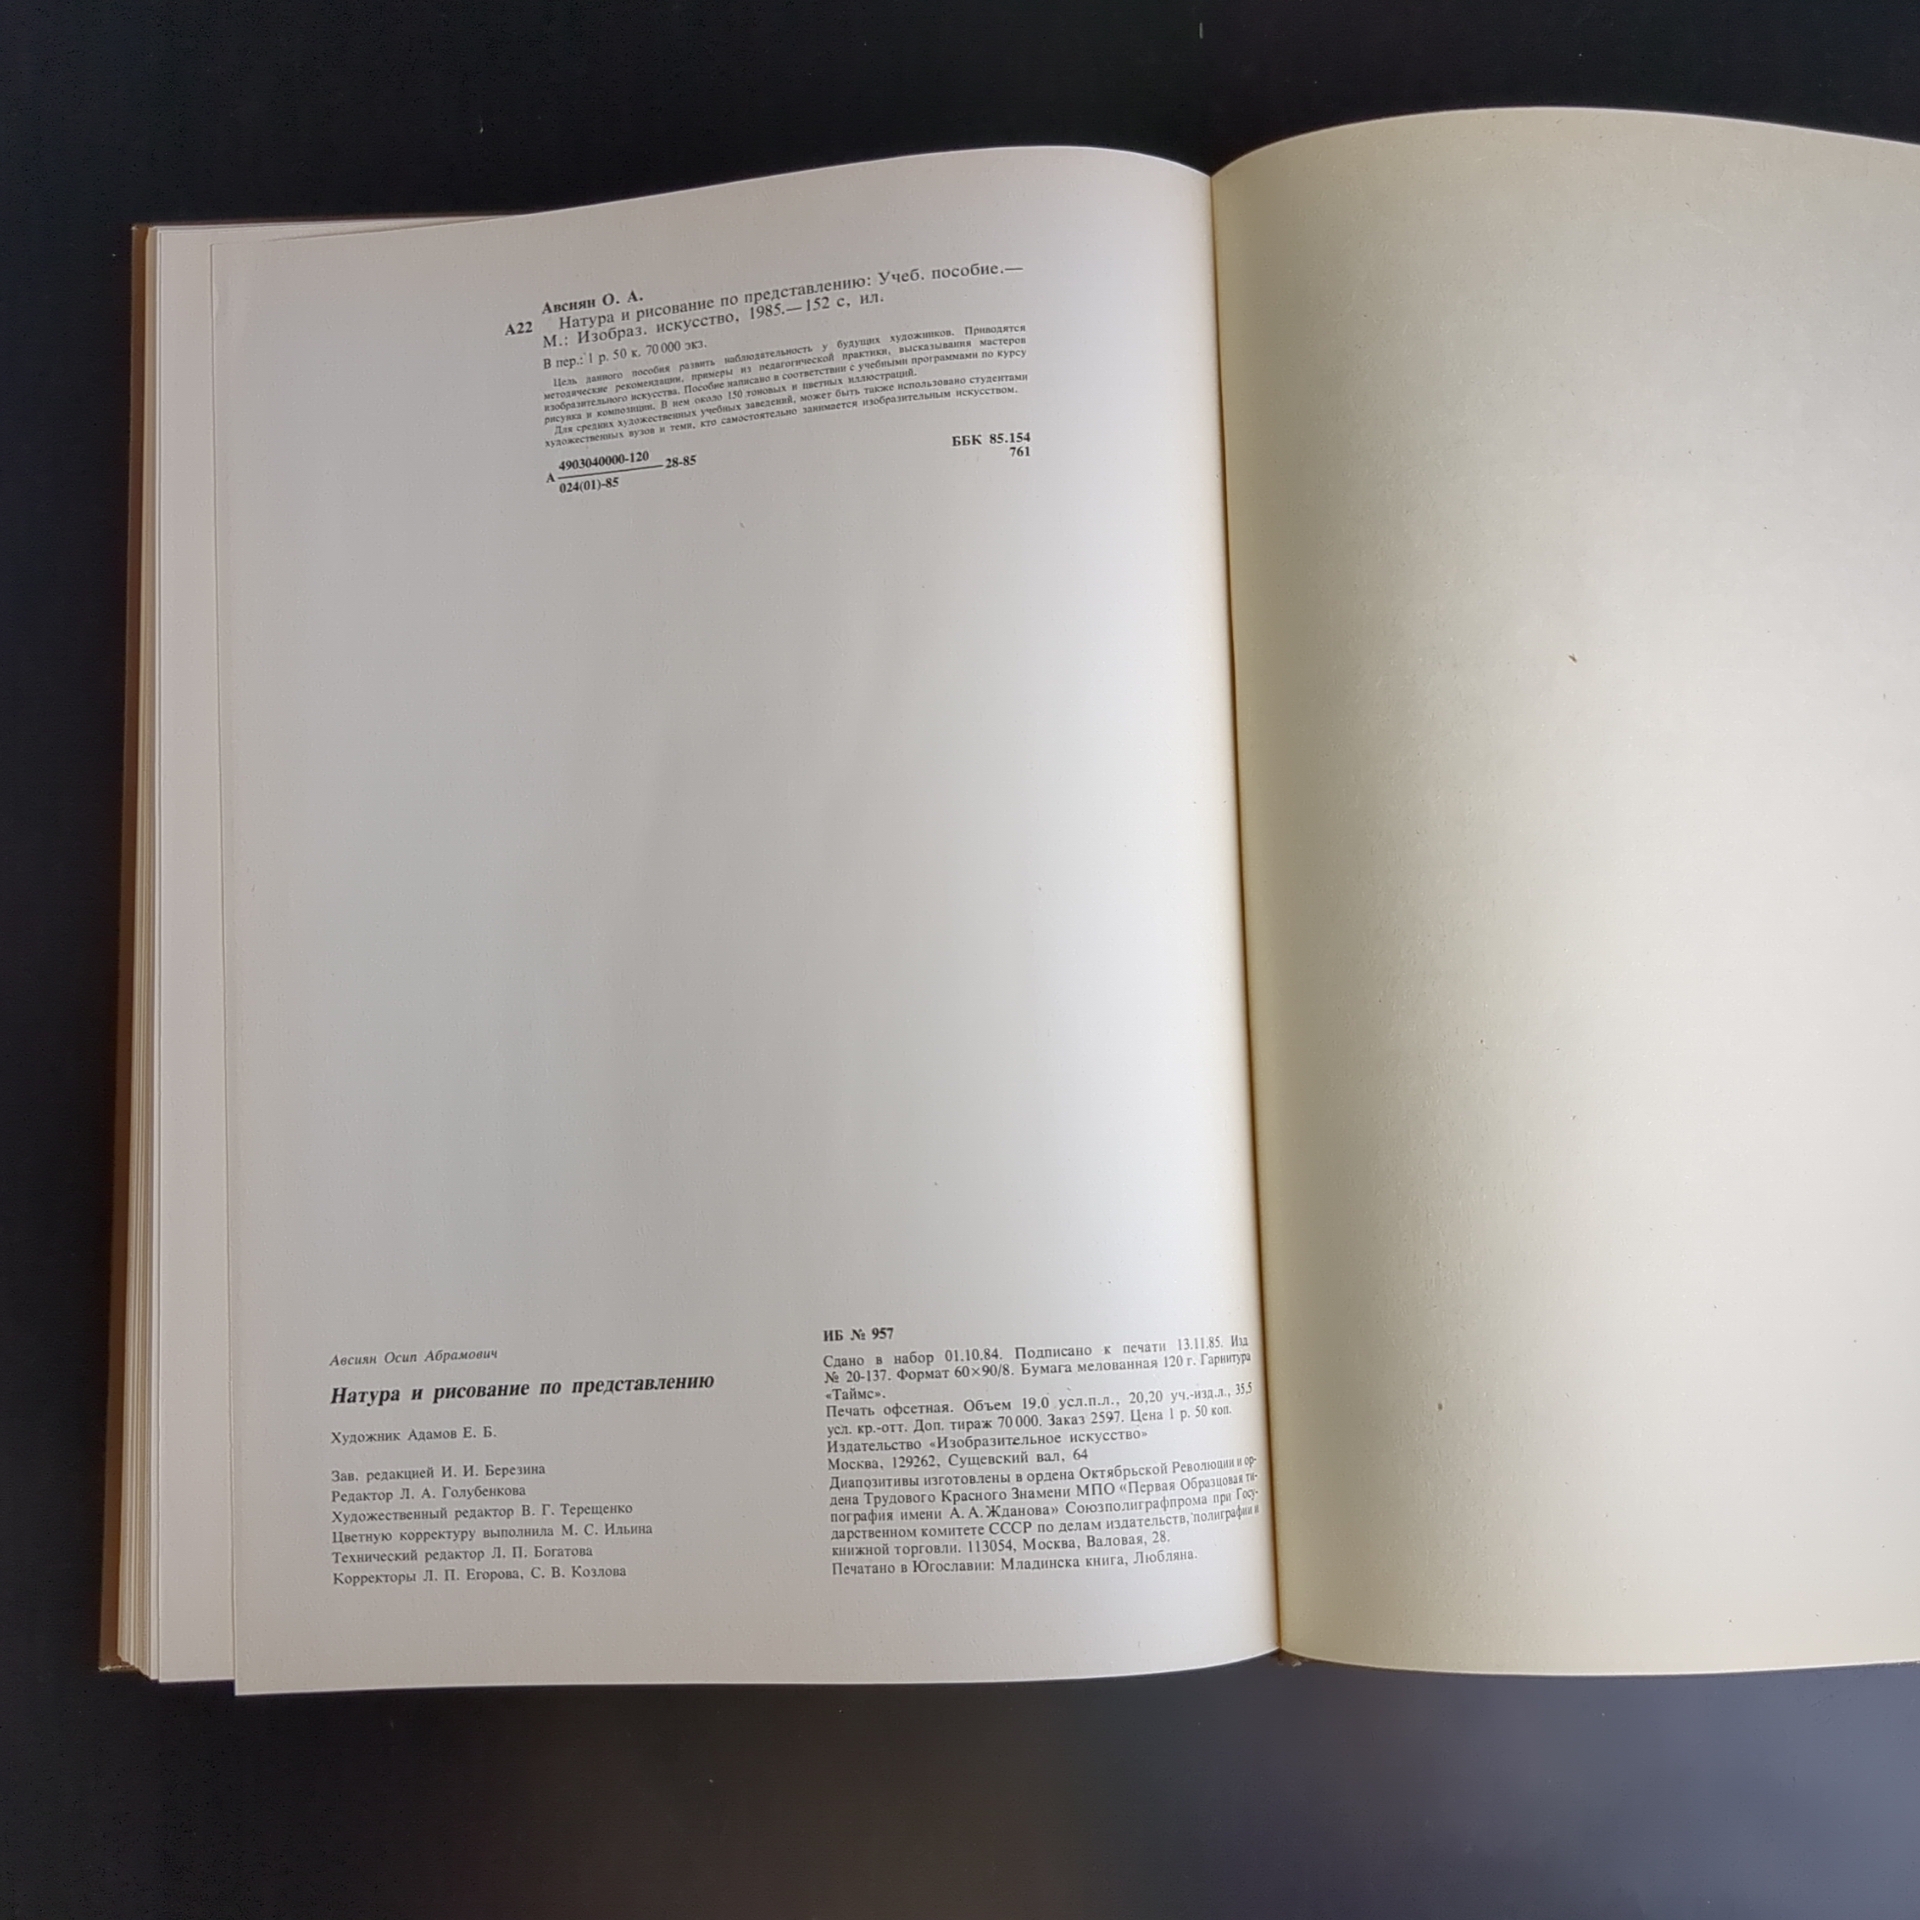 Авсиян О. А.
А22 Натура и рисование по представлению: Учеб. пособие.—
М.: Изобраз. искусство, 1985.— 152 с, ил.
В пер.: 1 р. 50 к. 70 000 экз.
Цель данного пособия развить наблюдательность у будущих художников. Приводятся
методические рекомендации, примеры из педагогической практики, высказывания мастеров
изобразительного искусства. Пособие написано в соответствии с учебными программами по курсу
рисунка и композиции. В нем около 150 тоновых и цветных иллюстраций.
Для средних художественных учебных заведений, может быть также использовано студентами
художественных вузов и теми, кто самостоятельно занимается изобразительным искусством.
А 4903040000-120 28-85
024(01)-85
ББК 85.154
761
Авсиян Осип Абрамович
Натура и рисование по представлению
Художник Адамов Е. Б.
Зав. редакцией И. И. Березина
Редактор Л. А. Голубенкова
Художественный редактор В. Г. Терещенко
Цветную корректуру выполнила М. С. Ильина
Технический редактор Л. П. Богатова
Корректоры Л. П. Егорова, С. В. Козлова
ИБ № 957
Сдано в набор 01.10.84. Подписано к печати 13.11.85. Изд
№ 20-137. Формат 60×90/8. Бумага мелованная 120 г. Гарнитура
«Таймс».
Печать офсетная. Объем 19,0 усл.п.л., 20,20 уч.-изд.л., 35,5
усл. кр.-отт. Доп. тираж 70 000. Заказ 2597. Цена 1 р. 50 коп.
Издательство «Изобразительное искусство»
Москва, 129262, Сущевский вал, 64
Диапозитивы изготовлены в ордена Октябрьской Революции и ор-
дена Трудового Красного Знамени МПО «Первая Образцовая ти-
пография имени А. А. Жданова» Союзполиграфпрома при Госу-
дарственном комитете СССР по делам издательств, полиграфии и
книжной торговли. 113054, Москва, Валовая, 28.
Печатано в Югославии: Младинска книга, Любляна.